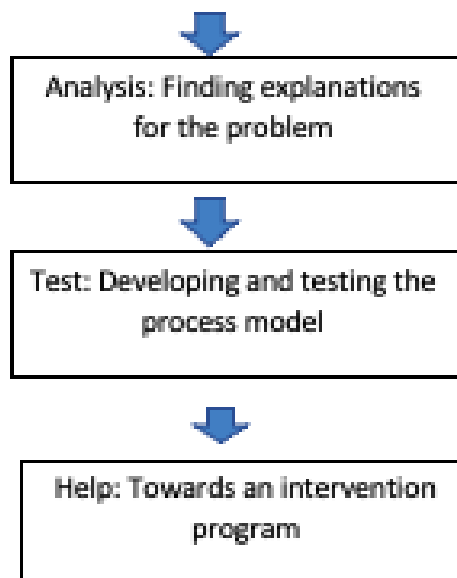 Analysis: Finding explanations
for the problem
Test: Developing and testing the
process model
Help: Towards an intervention
program